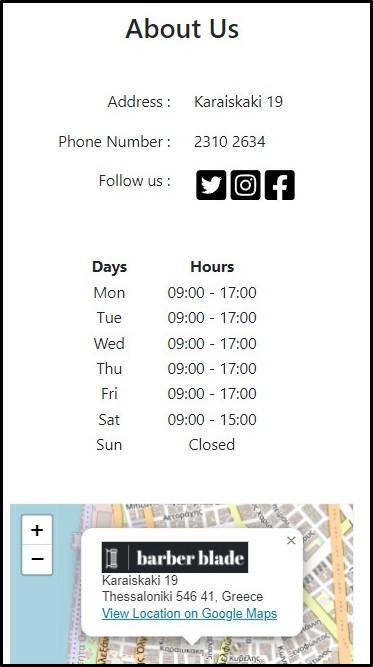 About Us
Address : Karaiskaki 19
Phone Number : 2310 2634
Follow us :
Days Hours
Mon 09:00 - 17:00
Tue 09:00 - 17:00
Wed 09:00 - 17:00
Thu 09:00 - 17:00
Fri 09:00 - 17:00
Sat 09:00 - 15:00
Sun Closed
+
−
×
barber blade
Karaiskaki 19
Thessaloniki 546 41, Greece
View Location on Google Maps
Κυβέλης